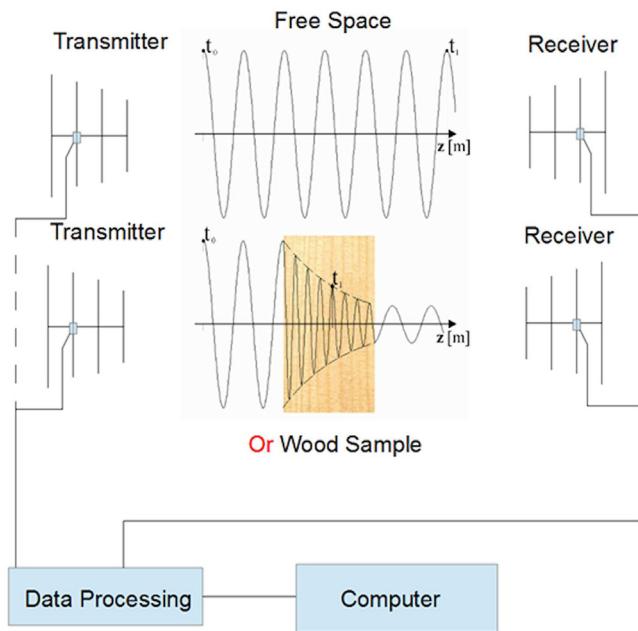 Free Space
Transmitter
Receiver
t₀
t₁
z [m]
Transmitter
Receiver
t₀
t₁
z [m]
Or Wood Sample
Data Processing
Computer